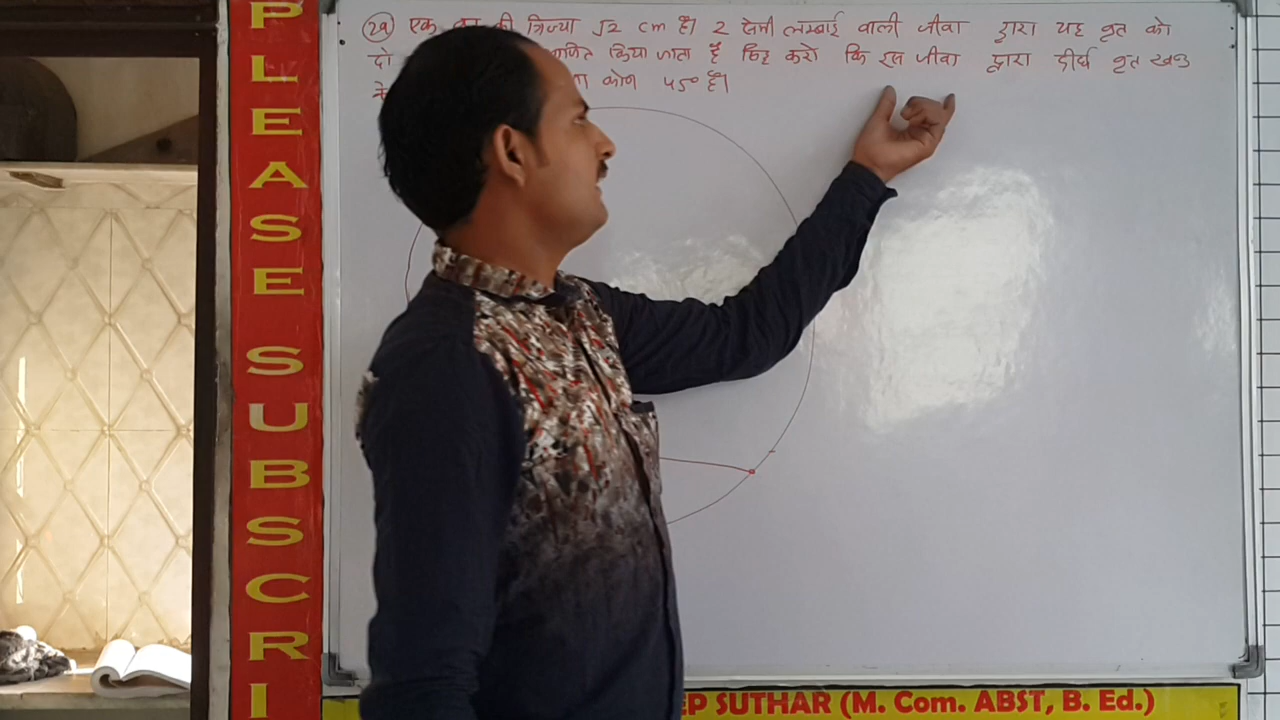 PLEASE SUBSCRI
29 एक की त्रिज्या √2 cm है। 2 सेमी लम्बाई वाली जीवा द्वारा यह वृत को
दो किया जाता है सिद्ध करो कि इस जीवा द्वारा दीर्घ वृत खण्ड
के कोण 45° है।
EP SUTHAR (M. Com. ABST, B. Ed.)